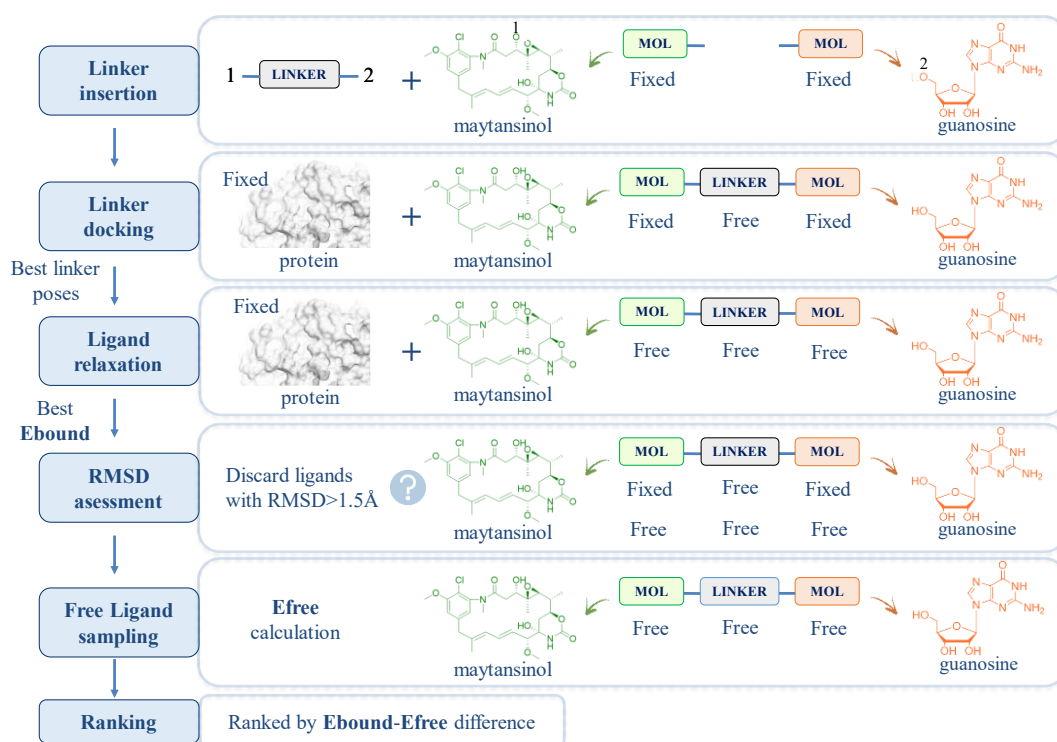 Linker
insertion
1 LINKER 2
+
maytansinol
1
MOL MOL
Fixed Fixed
2
guanosine
Linker
docking
Fixed
protein
+
maytansinol
MOL LINKER MOL
Fixed Free Fixed
guanosine
Best linker
poses
Ligand
relaxation
Fixed
protein
+
maytansinol
MOL LINKER MOL
Free Free Free
guanosine
Best
Ebound
RMSD
asessment
Discard ligands
with RMSD>1.5Å
?
maytansinol
MOL LINKER MOL
Fixed Free Fixed
Free Free Free
guanosine
Free Ligand
sampling
Efree
calculation
maytansinol
MOL LINKER MOL
Free Free Free
guanosine
Ranking
Ranked by Ebound-Efree difference